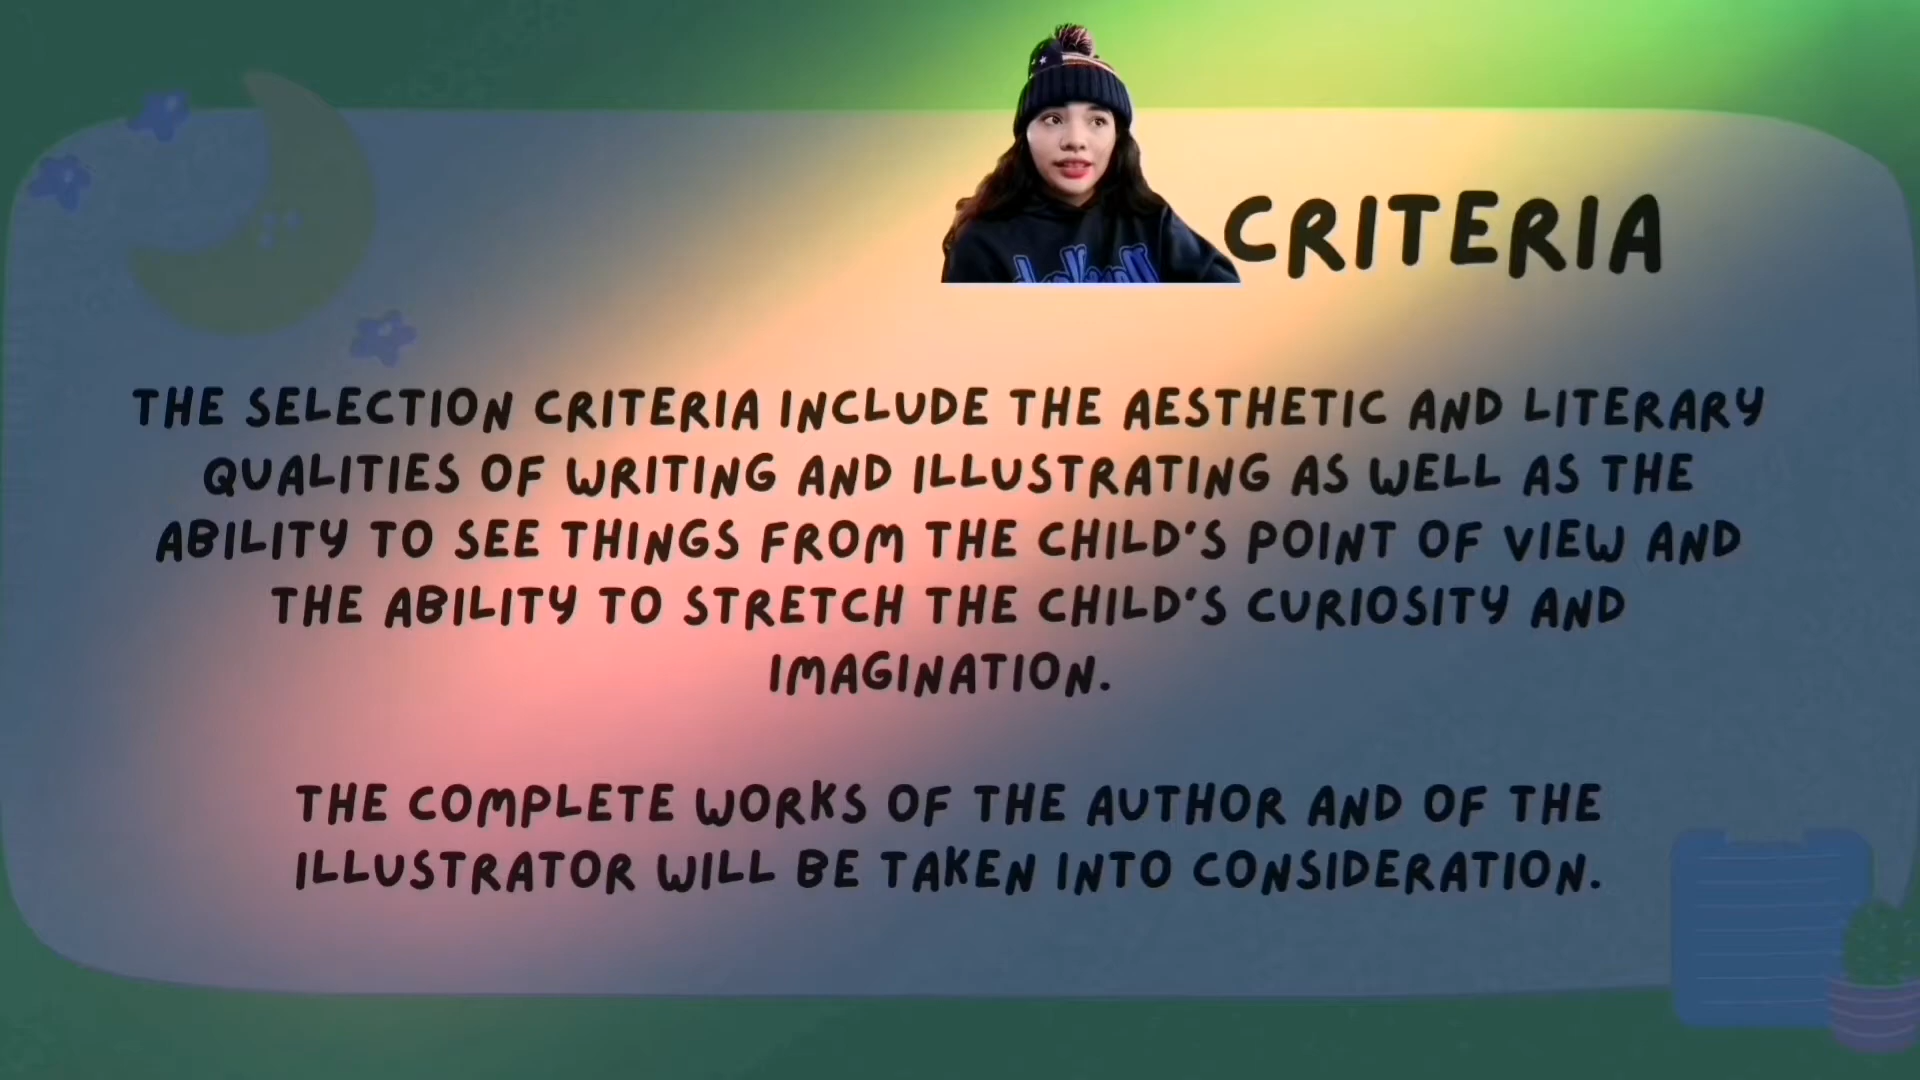 CRITERIA
THE SELECTION CRITERIA INCLUDE THE AESTHETIC AND LITERARY
QUALITIES OF WRITING AND ILLUSTRATING AS WELL AS THE
ABILITY TO SEE THINGS FROM THE CHILD'S POINT OF VIEW AND
THE ABILITY TO STRETCH THE CHILD'S CURIOSITY AND
IMAGINATION.
THE COMPLETE WORKS OF THE AUTHOR AND OF THE
ILLUSTRATOR WILL BE TAKEN INTO CONSIDERATION.